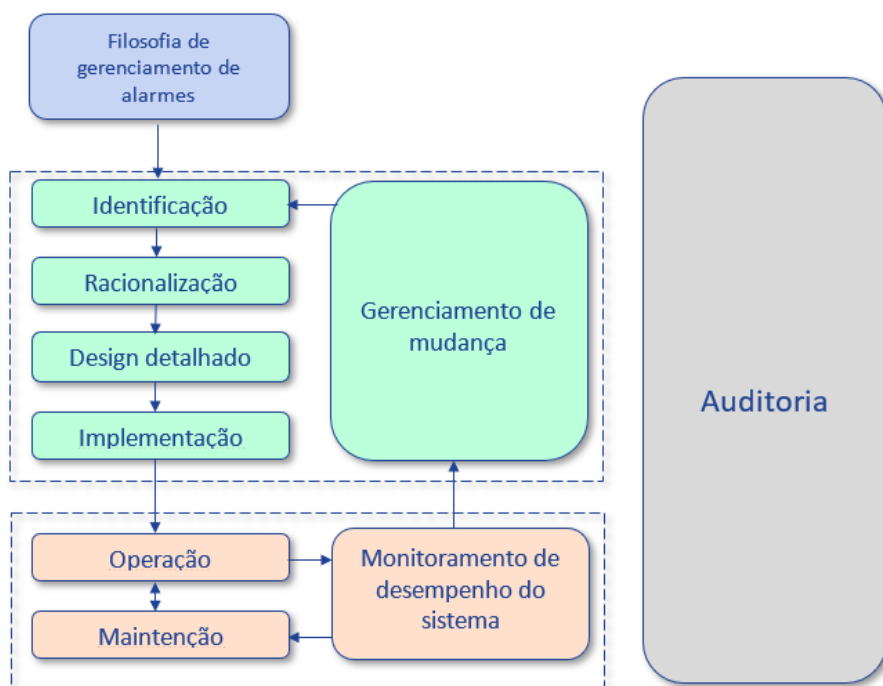 Filosofia de
gerenciamento de
alarmes
Identificação
Racionalização
Design detalhado
Implementação
Gerenciamento de
mudança
Operação
Maintenção
Monitoramento de
desempenho do
sistema
Auditoria